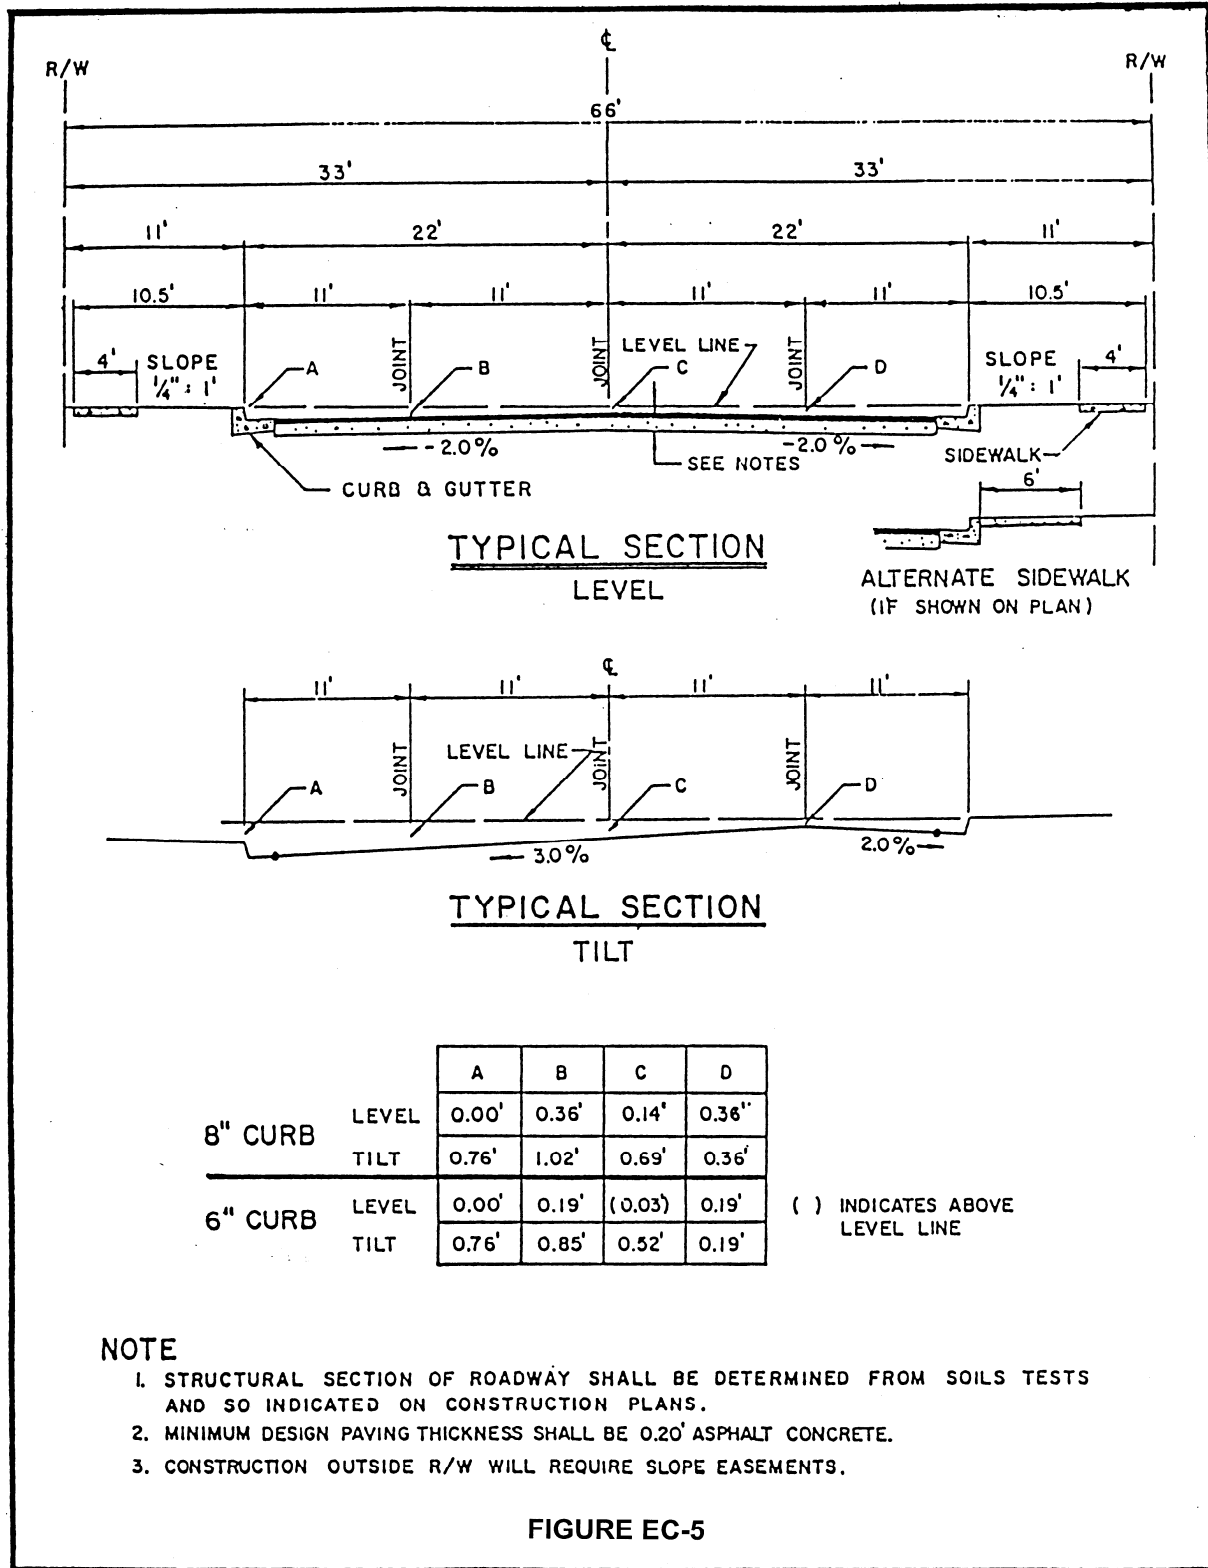 ℄
R/W R/W
66'
33' 33'
11' 22' 22' 11'
10.5' 11' 11' 11' 11' 10.5'
4' SLOPE 1/4" : 1' A JOINT B JOINT LEVEL LINE C JOINT D SLOPE 1/4" : 1' 4'
-2.0% -2.0% SIDEWALK
SEE NOTES
CURB & GUTTER 6'
TYPICAL SECTION
LEVEL
ALTERNATE SIDEWALK
(IF SHOWN ON PLAN)
℄
11' 11' 11' 11'
JOINT LEVEL LINE JOINT JOINT
A B C D
3.0% 2.0%
TYPICAL SECTION
TILT
A B C D
8" CURB LEVEL 0.00' 0.36' 0.14' 0.36''
TILT 0.76' 1.02' 0.69' 0.36'
6" CURB LEVEL 0.00' 0.19' (0.03') 0.19'
TILT 0.76' 0.85' 0.52' 0.19'
( ) INDICATES ABOVE
LEVEL LINE
NOTE
1. STRUCTURAL SECTION OF ROADWAY SHALL BE DETERMINED FROM SOILS TESTS
AND SO INDICATED ON CONSTRUCTION PLANS.
2. MINIMUM DESIGN PAVING THICKNESS SHALL BE 0.20' ASPHALT CONCRETE.
3. CONSTRUCTION OUTSIDE R/W WILL REQUIRE SLOPE EASEMENTS.
FIGURE EC-5